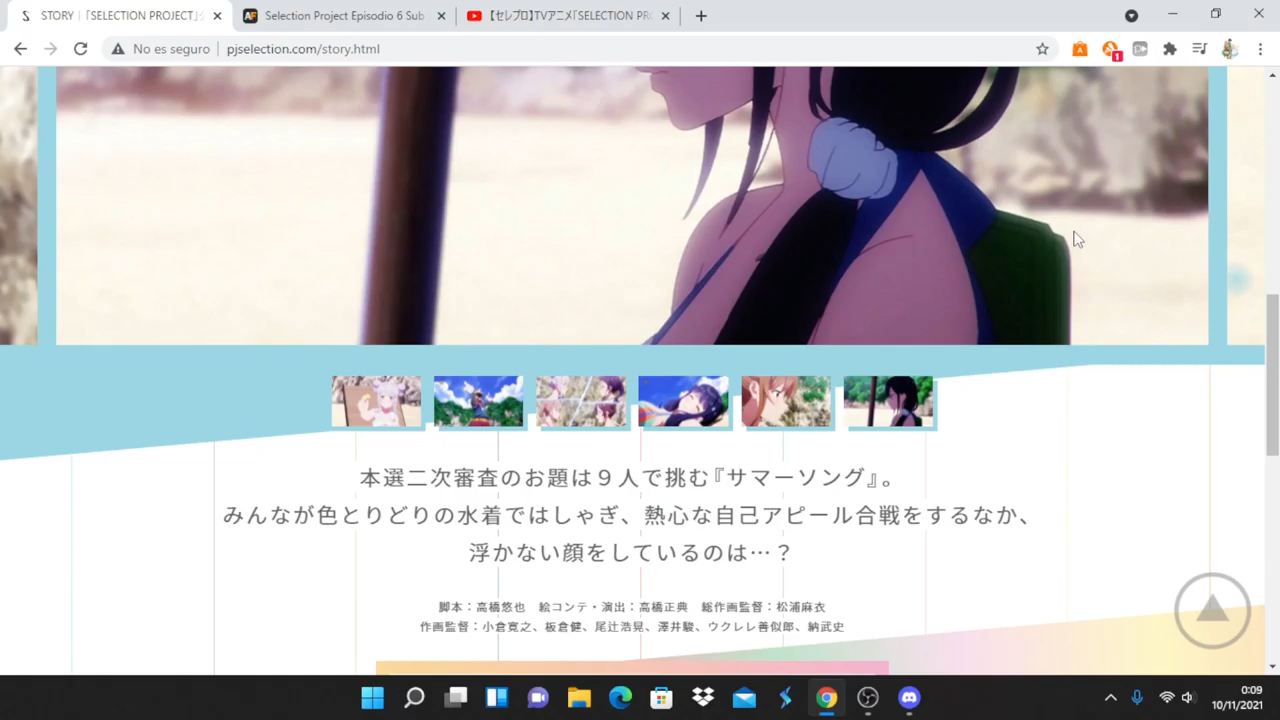 STORY | 「SELECTION PROJECT」公
Selection Project Episodio 6 Sub
【セレプロ】TVアニメ「SELECTION PRO
No es seguro
pjselection.com/story.html
1
本選二次審査のお題は９人で挑む『サマーソング』。
みんなが色とりどりの水着ではしゃぎ、熱心な自己アピール合戦をするなか、
浮かない顔をしているのは…？
脚本：高橋悠也　絵コンテ・演出：高橋正典　総作画監督：松浦麻衣
作画監督：小倉寛之、板倉健、尾辻浩晃、澤井駿、ウクレレ善似郎、納武史
0:09
10/11/2021